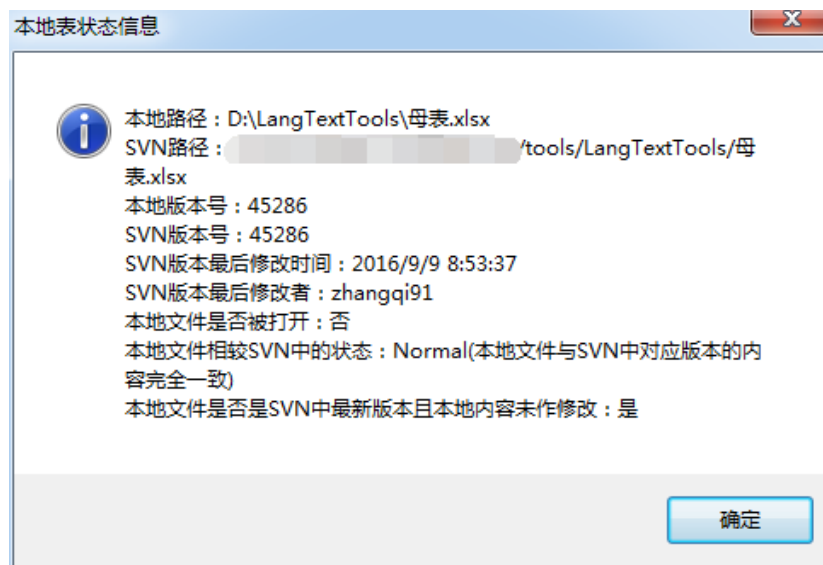 本地表状态信息
本地路径：D:\LangTextTools\母表.xlsx
SVN路径：/tools/LangTextTools/母
表.xlsx
本地版本号：45286
SVN版本号：45286
SVN版本最后修改时间：2016/9/9 8:53:37
SVN版本最后修改者：zhangqi91
本地文件是否被打开：否
本地文件相较SVN中的状态：Normal(本地文件与SVN中对应版本的内
容完全一致)
本地文件是否是SVN中最新版本且本地内容未作修改：是
确定